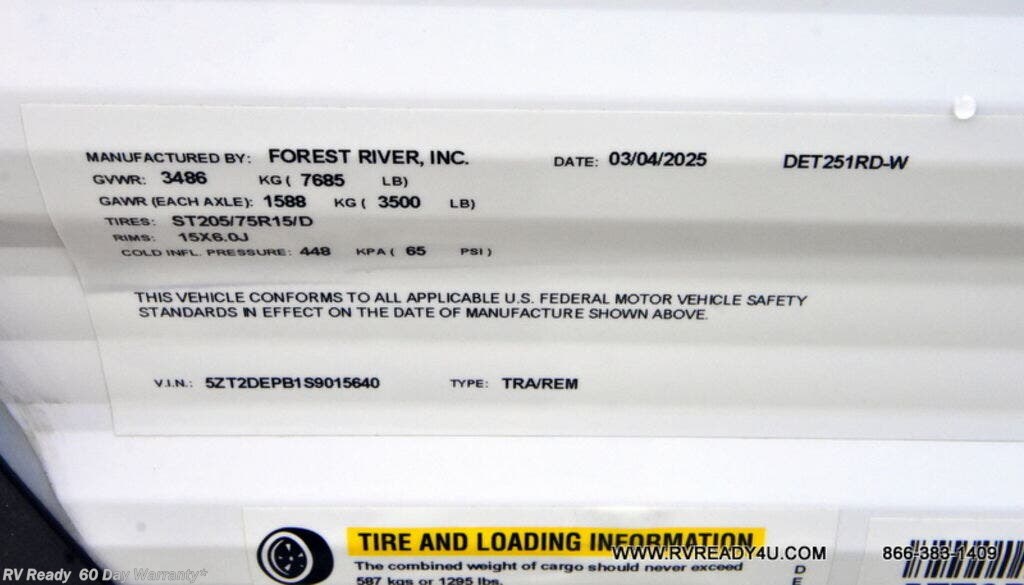 MANUFACTURED BY: FOREST RIVER, INC. DATE: 03/04/2025 DET251RD-W
GVWR: 3486 KG ( 7685 LB)
GAWR (EACH AXLE): 1588 KG ( 3500 LB)
TIRES: ST205/75R15/D
RIMS: 15X6.0J
COLD INFL. PRESSURE: 448 KPA ( 65 PSI )
THIS VEHICLE CONFORMS TO ALL APPLICABLE U.S. FEDERAL MOTOR VEHICLE SAFETY
STANDARDS IN EFFECT ON THE DATE OF MANUFACTURE SHOWN ABOVE.
V.I.N.: 5ZT2DEPB1S9015640 TYPE: TRA/REM
TIRE AND LOADING INFORMATION
WWW.RVREADY4U.COM 866-383-1409
The combined weight of cargo should never exceed
587 kgs or 1295 lbs.
D
E
RV Ready 60 Day Warranty*